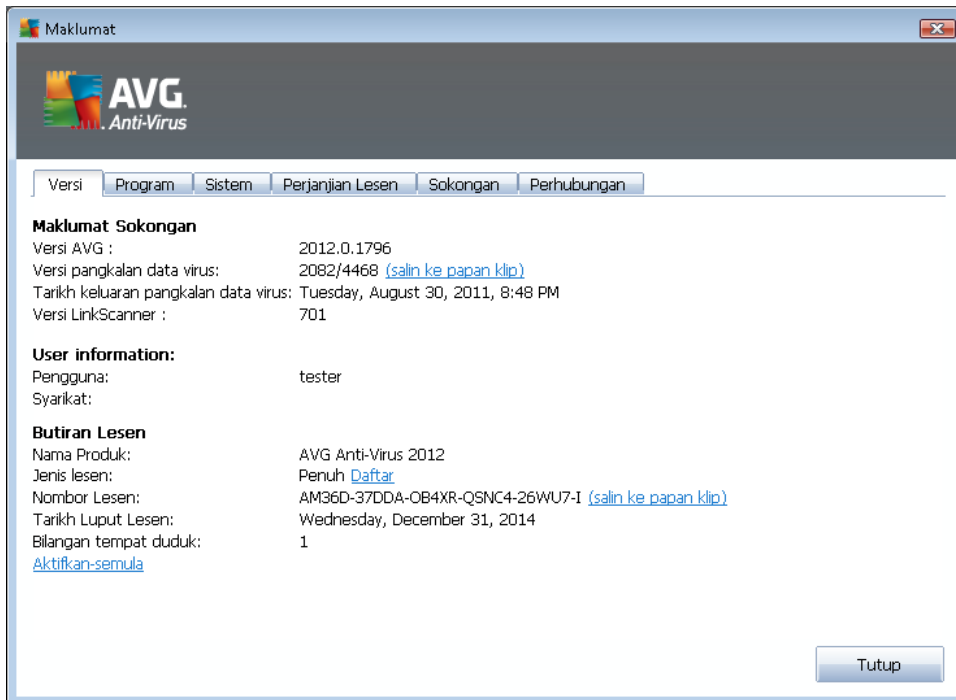 Maklumat
AVG.
Anti-Virus
Versi Program Sistem Perjanjian Lesen Sokongan Perhubungan
Maklumat Sokongan
Versi AVG : 2012.0.1796
Versi pangkalan data virus: 2082/4468 (salin ke papan klip)
Tarikh keluaran pangkalan data virus: Tuesday, August 30, 2011, 8:48 PM
Versi LinkScanner : 701
User information:
Pengguna: tester
Syarikat:
Butiran Lesen
Nama Produk: AVG Anti-Virus 2012
Jenis lesen: Penuh Daftar
Nombor Lesen: AM36D-37DDA-OB4XR-QSNC4-26WU7-I (salin ke papan klip)
Tarikh Luput Lesen: Wednesday, December 31, 2014
Bilangan tempat duduk: 1
Aktifkan-semula
Tutup